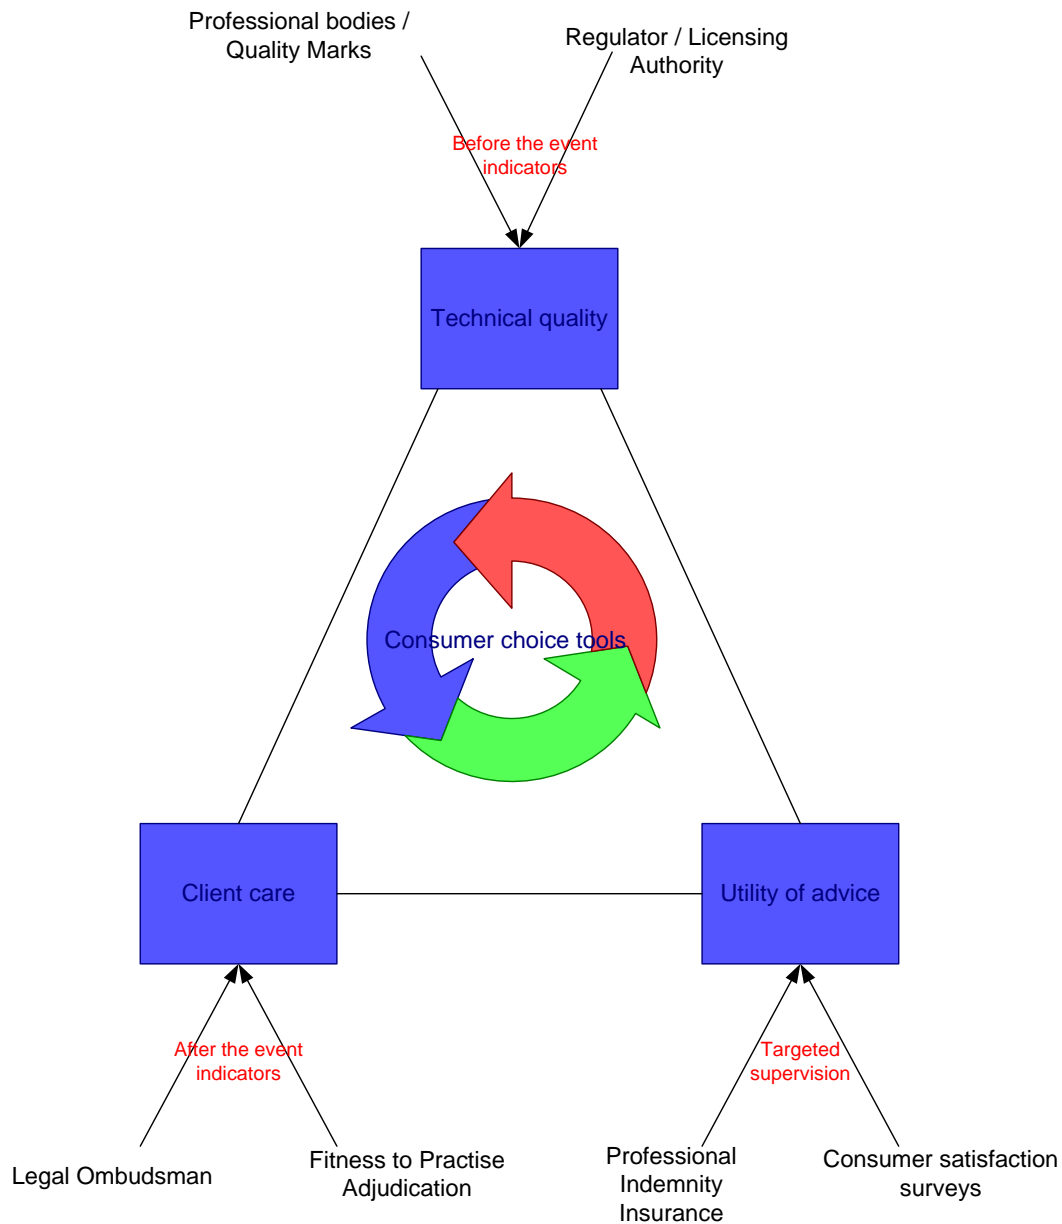 Professional bodies /
Quality Marks
Regulator / Licensing
Authority
Before the event
indicators
Technical quality
Consumer choice tools
Client care
Utility of advice
After the event
indicators
Targeted
supervision
Legal Ombudsman
Fitness to Practise
Adjudication
Professional
Indemnity
Insurance
Consumer satisfaction
surveys